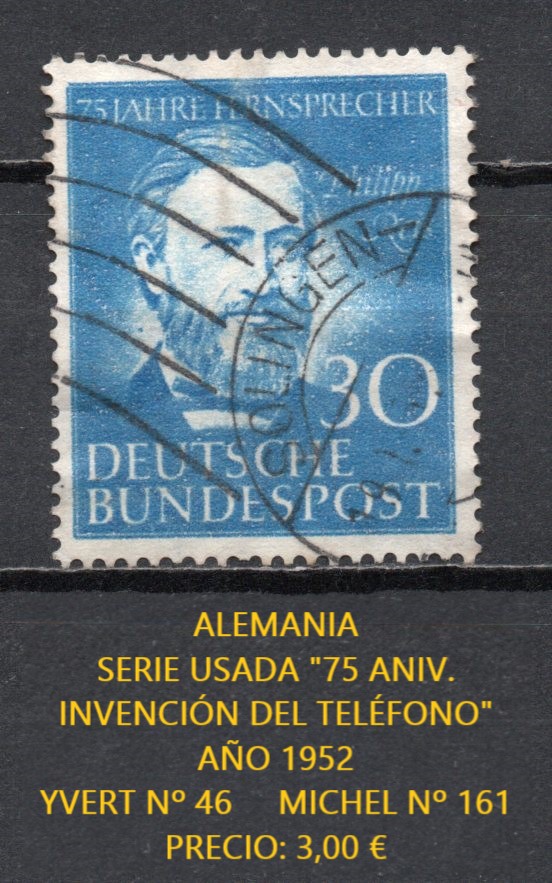 75 JAHRE FERNSPRECHER
Philipp
SOLINGEN
30
DEUTSCHE
BUNDESPOST
ALEMANIA
SERIE USADA "75 ANIV.
INVENCIÓN DEL TELÉFONO"
AÑO 1952
YVERT Nº 46 MICHEL Nº 161
PRECIO: 3,00 €